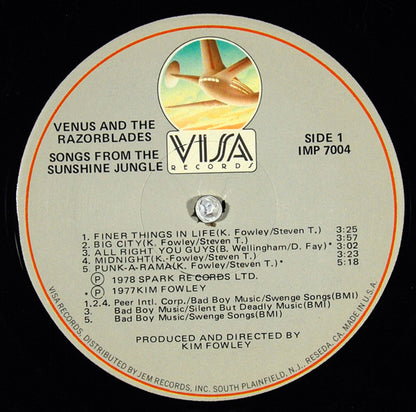 VENUS AND THE
RAZORBLADES
SONGS FROM THE
SUNSHINE JUNGLE
VISA
RECORDS
SIDE 1
IMP 7004
1. FINER THINGS IN LIFE(K. Fowley/Steven T.) 3:25
2. BIG CITY(K. Fowley/Steven T.) 3:57
3. ALL RIGHT YOU GUYS(B. Wellingham/D. Fay)* 3:02
4. MIDNIGHT(K.-Fowley/Steven T.) 3:23
5. PUNK-A-RAMA(K. Fowley/Steven T.)* 5:18
Ⓟ 1978 SPARK RECORDS LTD.
* Ⓟ 1977KIM FOWLEY
1.2.4. Peer Intl. Corp./Bad Boy Music/Swenge Songs(BMI)
3. Bad Boy Music/Silent But Deadly Music(BMI)
5. Bad Boy Music/Swenge Songs(BMI)
PRODUCED AND DIRECTED BY
KIM FOWLEY
VISA RECORDS, DISTRIBUTED BY JEM RECORDS, INC. SOUTH PLAINFIELD, N.J., RESEDA, CA. MADE IN U.S.A.